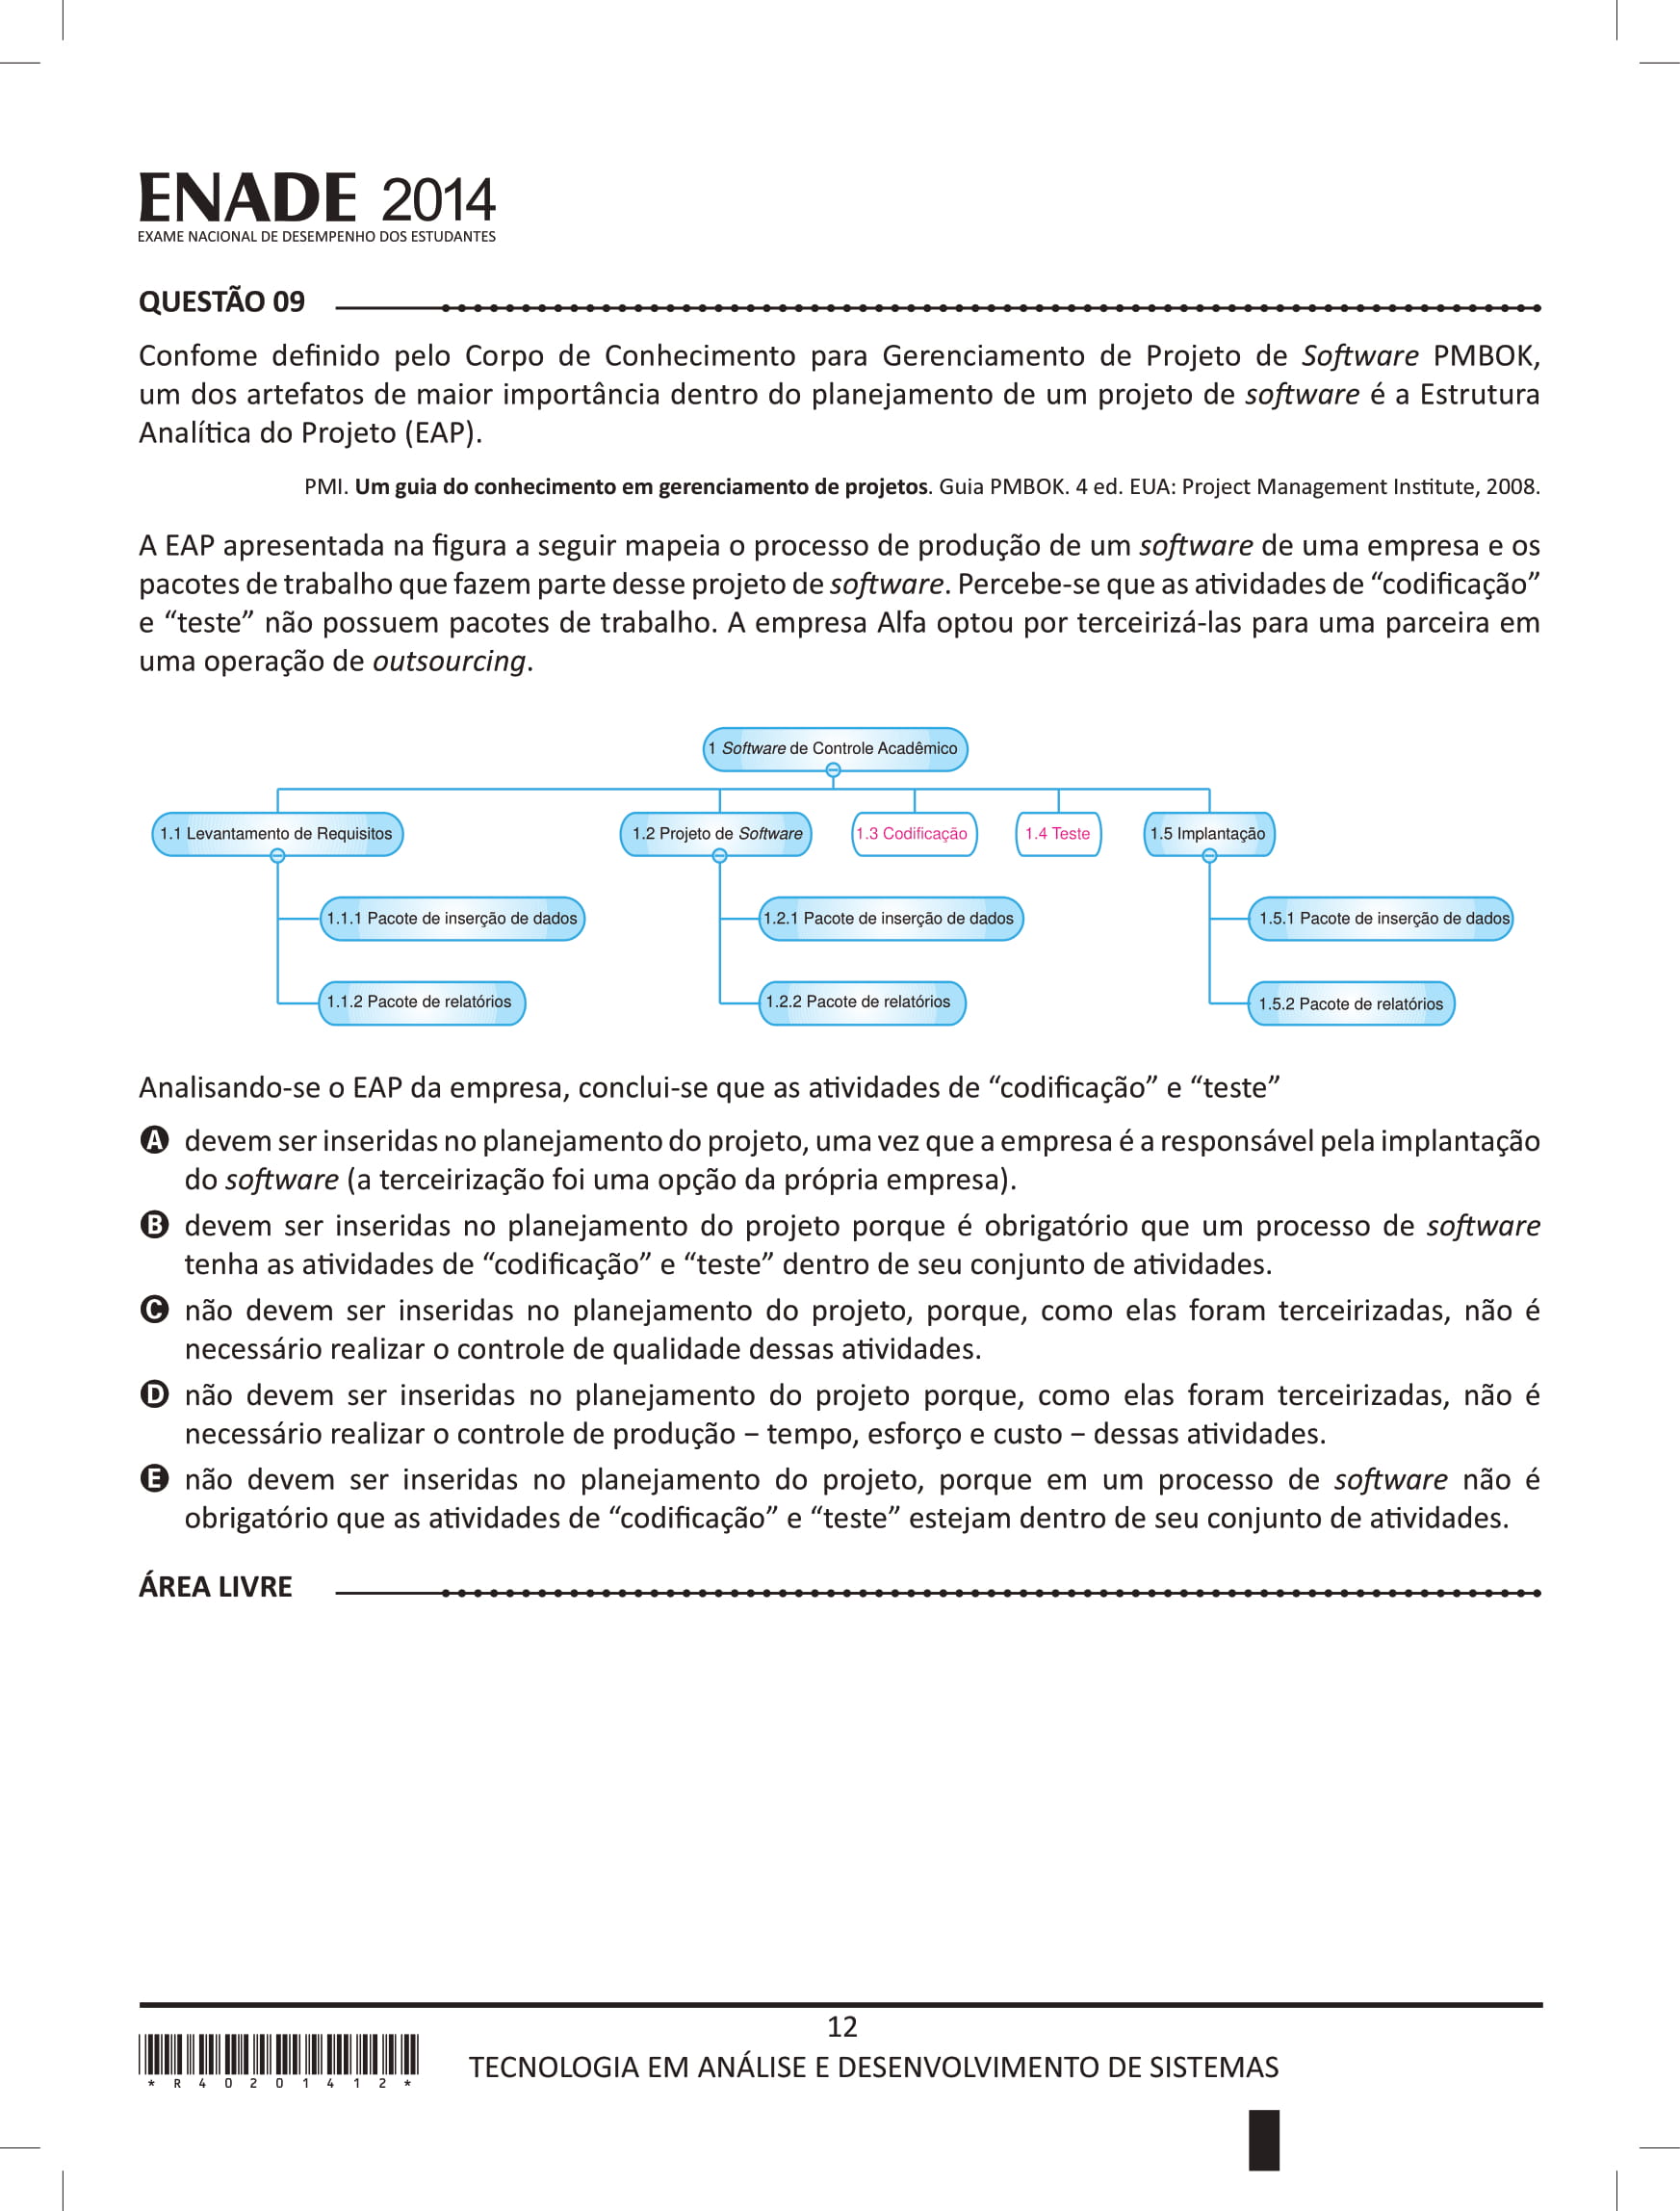 ENADE 2014
EXAME NACIONAL DE DESEMPENHO DOS ESTUDANTES
QUESTÃO 09
Confome definido pelo Corpo de Conhecimento para Gerenciamento de Projeto de Software PMBOK,
um dos artefatos de maior importância dentro do planejamento de um projeto de software é a Estrutura
Analítica do Projeto (EAP).
PMI. Um guia do conhecimento em gerenciamento de projetos. Guia PMBOK. 4 ed. EUA: Project Management Institute, 2008.
A EAP apresentada na figura a seguir mapeia o processo de produção de um software de uma empresa e os
pacotes de trabalho que fazem parte desse projeto de software. Percebe-se que as atividades de “codificação”
e “teste” não possuem pacotes de trabalho. A empresa Alfa optou por terceirizá-las para uma parceira em
uma operação de outsourcing.
1 Software de Controle Acadêmico
1.1 Levantamento de Requisitos
1.2 Projeto de Software
1.3 Codificação
1.4 Teste
1.5 Implantação
1.1.1 Pacote de inserção de dados
1.2.1 Pacote de inserção de dados
1.5.1 Pacote de inserção de dados
1.1.2 Pacote de relatórios
1.2.2 Pacote de relatórios
1.5.2 Pacote de relatórios
Analisando-se o EAP da empresa, conclui-se que as atividades de “codificação” e “teste”
A devem ser inseridas no planejamento do projeto, uma vez que a empresa é a responsável pela implantação
do software (a terceirização foi uma opção da própria empresa).
B devem ser inseridas no planejamento do projeto porque é obrigatório que um processo de software
tenha as atividades de “codificação” e “teste” dentro de seu conjunto de atividades.
C não devem ser inseridas no planejamento do projeto, porque, como elas foram terceirizadas, não é
necessário realizar o controle de qualidade dessas atividades.
D não devem ser inseridas no planejamento do projeto porque, como elas foram terceirizadas, não é
necessário realizar o controle de produção – tempo, esforço e custo – dessas atividades.
E não devem ser inseridas no planejamento do projeto, porque em um processo de software não é
obrigatório que as atividades de “codificação” e “teste” estejam dentro de seu conjunto de atividades.
ÁREA LIVRE
12
TECNOLOGIA EM ANÁLISE E DESENVOLVIMENTO DE SISTEMAS
* R 4 0 2 0 1 4 1 2 *